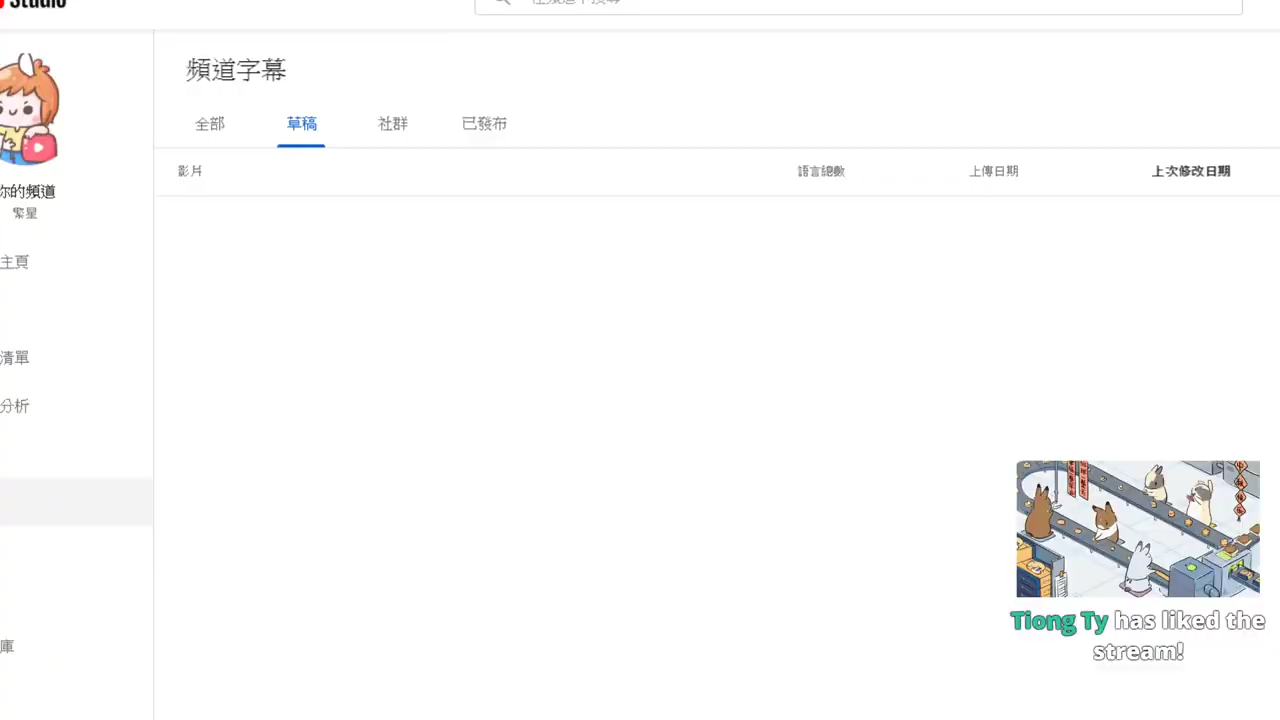 Studio
頻道字幕
全部 草稿 社群 已發布
影片 語言總數 上傳日期 上次修改日期
你的頻道
繁星
主頁
清單
分析
庫
Tiong Ty has liked the
stream!